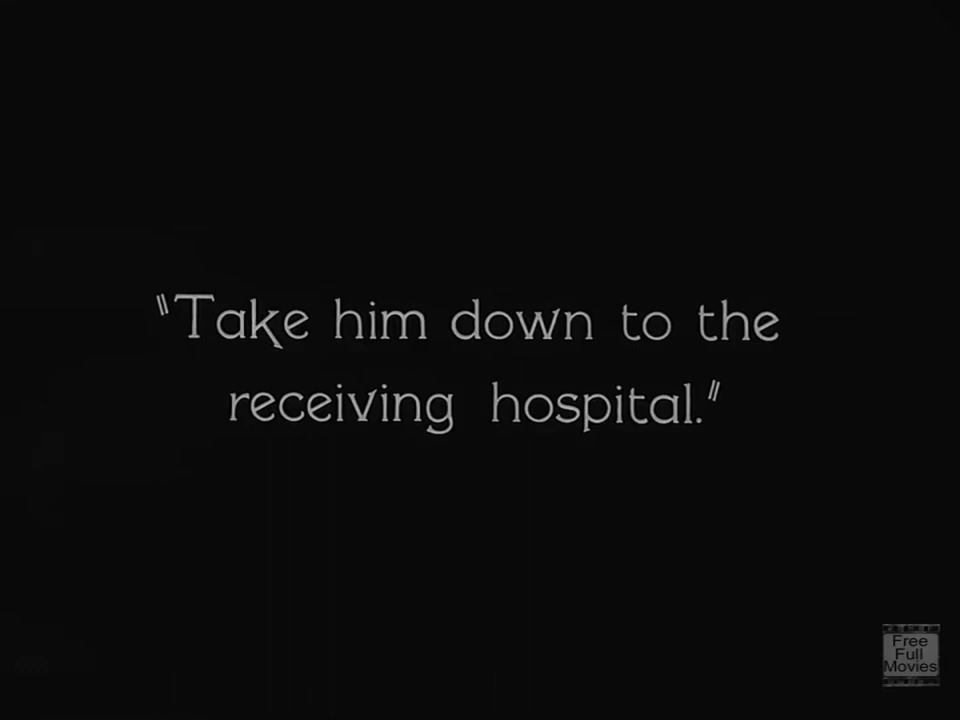 "Take him down to the
receiving hospital."
Free
Full
Movies